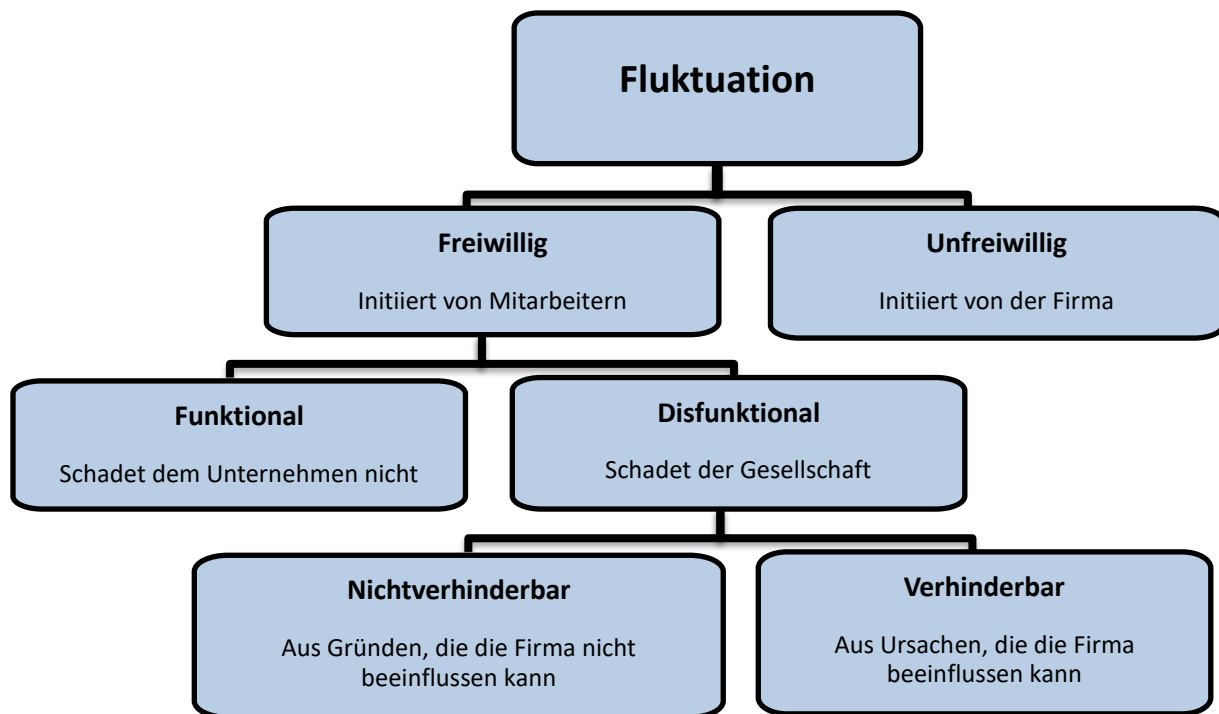 Fluktuation
Freiwillig
Initiiert von Mitarbeitern
Unfreiwillig
Initiiert von der Firma
Funktional
Schadet dem Unternehmen nicht
Disfunktional
Schadet der Gesellschaft
Nichtverhinderbar
Aus Gründen, die die Firma nicht
beeinflussen kann
Verhinderbar
Aus Ursachen, die die Firma
beeinflussen kann